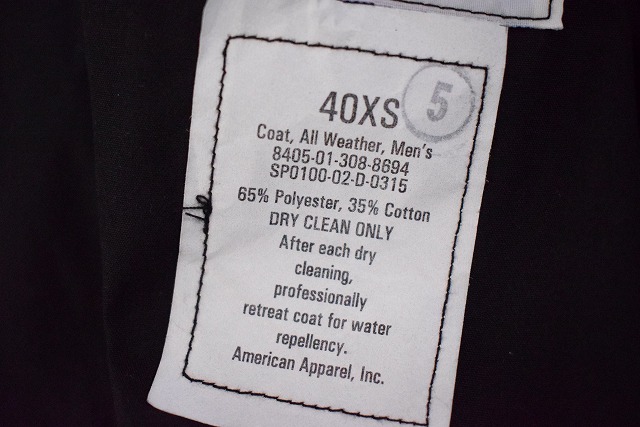 40XS
5
Coat, All Weather, Men's
8405-01-308-8694
SP0100-02-D-0315
65% Polyester, 35% Cotton
DRY CLEAN ONLY
After each dry
cleaning,
professionally
retreat coat for water
repellency.
American Apparel, Inc.